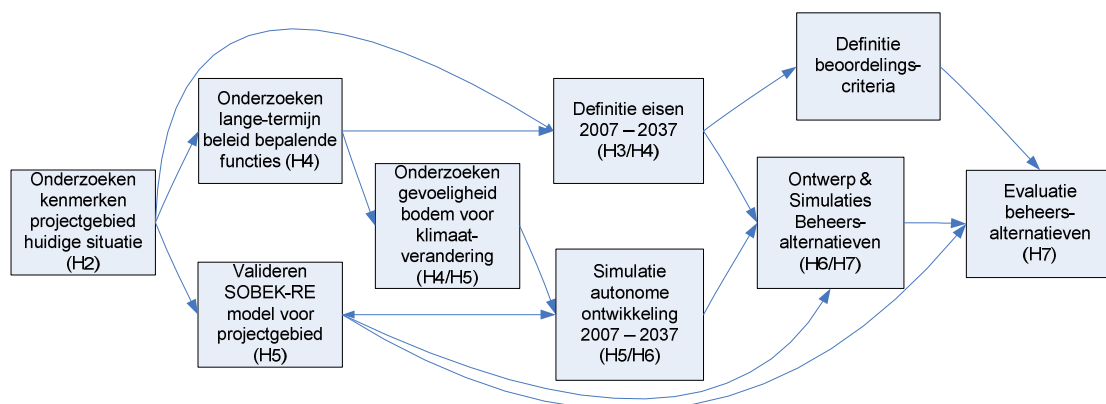 Onderzoeken
kenmerken
projectgebied
huidige situatie
(H2)
Onderzoeken
lange-termijn
beleid bepalende
functies (H4)
Valideren
SOBEK-RE
model voor
projectgebied
(H5)
Onderzoeken
gevoeligheid
bodem voor
klimaat-
verandering
(H4/H5)
Definitie eisen
2007 – 2037
(H3/H4)
Simulatie
autonome
ontwikkeling
2007 – 2037
(H5/H6)
Definitie
beoordelings-
criteria
Ontwerp &
Simulaties
Beheers-
alternatieven
(H6/H7)
Evaluatie
beheers-
alternatieven
(H7)